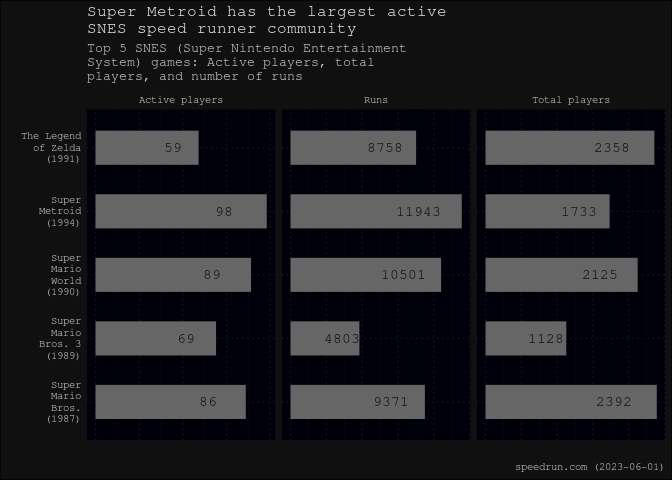 Super Metroid has the largest active
SNES speed runner community
Top 5 SNES (Super Nintendo Entertainment
System) games: Active players, total
players, and number of runs
Active players
Runs
Total players
The Legend
of Zelda
(1991)
59
8758
2358
Super
Metroid
(1994)
98
11943
1733
Super
Mario
World
(1990)
89
10501
2125
Super
Mario
Bros. 3
(1989)
69
4803
1128
Super
Mario
Bros.
(1987)
86
9371
2392
speedrun.com (2023-06-01)